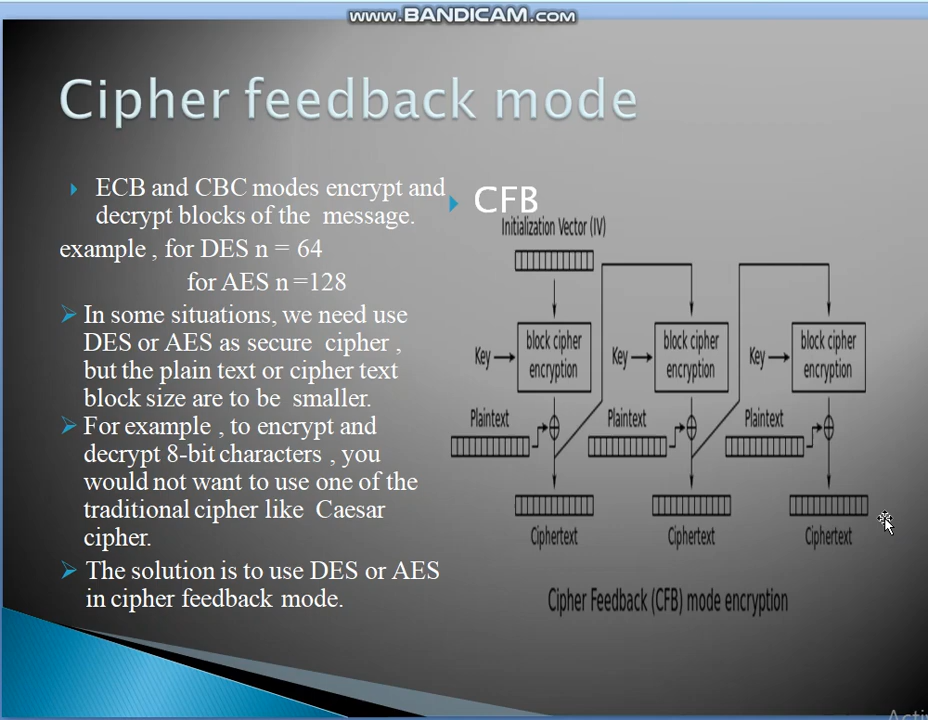 www.BANDICAM.com
Cipher feedback mode
ECB and CBC modes encrypt and
decrypt blocks of the message.
example , for DES n = 64
for AES n =128
In some situations, we need use
DES or AES as secure cipher ,
but the plain text or cipher text
block size are to be smaller.
For example , to encrypt and
decrypt 8-bit characters , you
would not want to use one of the
traditional cipher like Caesar
cipher.
The solution is to use DES or AES
in cipher feedback mode.
CFB
Initialization Vector (IV)
Key
block cipher
encryption
Key
block cipher
encryption
Key
block cipher
encryption
Plaintext
Plaintext
Plaintext
Ciphertext
Ciphertext
Ciphertext
Cipher Feedback (CFB) mode encryption